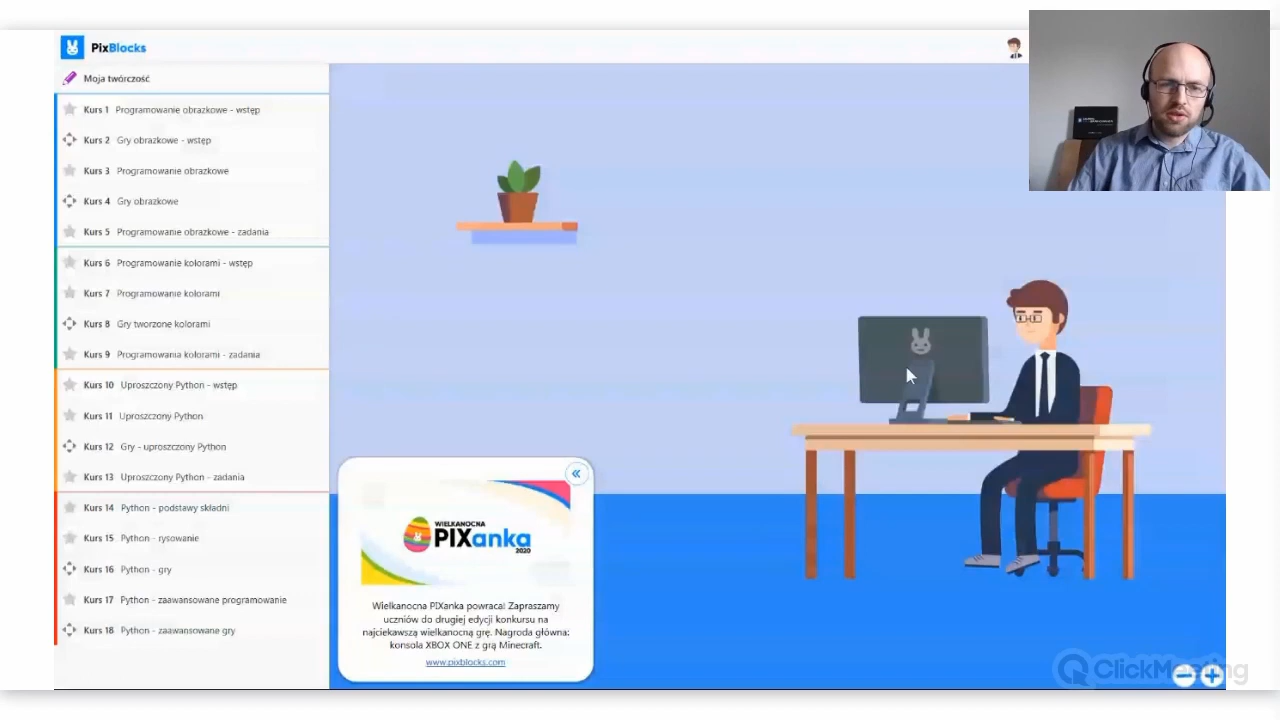 PixBlocks
Moja twórczość
Kurs 1 Programowanie obrazkowe - wstęp
Kurs 2 Gry obrazkowe - wstęp
Kurs 3 Programowanie obrazkowe
Kurs 4 Gry obrazkowe
Kurs 5 Programowanie obrazkowe - zadania
Kurs 6 Programowanie kolorami - wstęp
Kurs 7 Programowanie kolorami
Kurs 8 Gry tworzone kolorami
Kurs 9 Programowania kolorami - zadania
Kurs 10 Uproszczony Python - wstęp
Kurs 11 Uproszczony Python
Kurs 12 Gry - uproszczony Python
Kurs 13 Uproszczony Python - zadania
Kurs 14 Python - podstawy składni
Kurs 15 Python - rysowanie
Kurs 16 Python - gry
Kurs 17 Python - zaawansowane programowanie
Kurs 18 Python - zaawansowane gry
WIELKANOCNA
PIXanka
2020
Wielkanocna PIXanka powraca! Zapraszamy
uczniów do drugiej edycji konkursu na
najciekawszą wielkanocną grę. Nagroda główna:
konsola XBOX ONE z grą Minecraft.
www.pixblocks.com
ClickMeeting